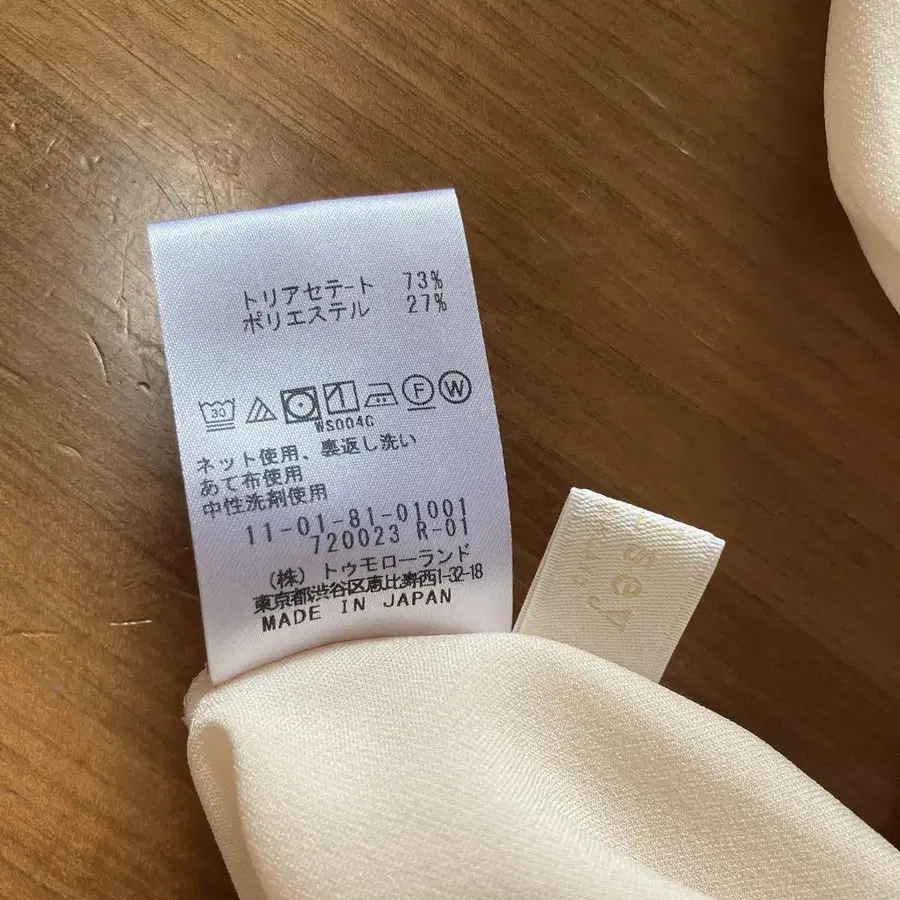 トリアセテート 73%
ポリエステル 27%
30
F
W
WS004C
ネット使用、裏返し洗い
あて布使用
中性洗剤使用
11-01-81-01001
720023 R-01
(株) トゥモローランド
東京都渋谷区恵比寿西1-32-18
MADE IN JAPAN
sey